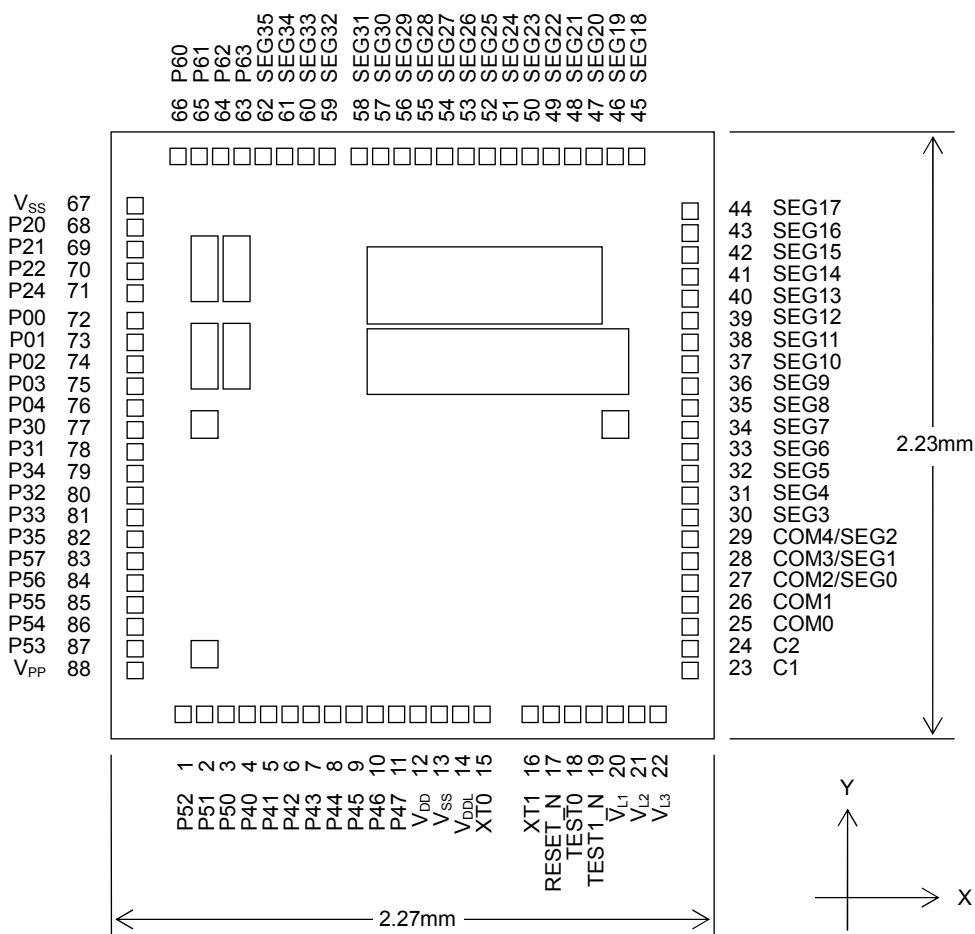 66 P60
65 P61
64 P62
63 P63
62 SEG35
61 SEG34
60 SEG33
59 SEG32
58 SEG31
57 SEG30
56 SEG29
55 SEG28
54 SEG27
53 SEG26
52 SEG25
51 SEG24
50 SEG23
49 SEG22
48 SEG21
47 SEG20
46 SEG19
45 SEG18
VSS 67
P20 68
P21 69
P22 70
P24 71
P00 72
P01 73
P02 74
P03 75
P04 76
P30 77
P31 78
P34 79
P32 80
P33 81
P35 82
P57 83
P56 84
P55 85
P54 86
P53 87
VPP 88
44 SEG17
43 SEG16
42 SEG15
41 SEG14
40 SEG13
39 SEG12
38 SEG11
37 SEG10
36 SEG9
35 SEG8
34 SEG7
33 SEG6
32 SEG5
31 SEG4
30 SEG3
29 COM4/SEG2
28 COM3/SEG1
27 COM2/SEG0
26 COM1
25 COM0
24 C2
23 C1
2.23mm
P52 1
P51 2
P50 3
P40 4
P41 5
P42 6
P43 7
P44 8
P45 9
P46 10
P47 11
VDD 12
VSS 13
VDDL 14
XT0 15
XT1 16
RESET_N 17
TEST0 18
TEST1_N 19
VL1 20
VL2 21
VL3 22
Y
X
2.27mm